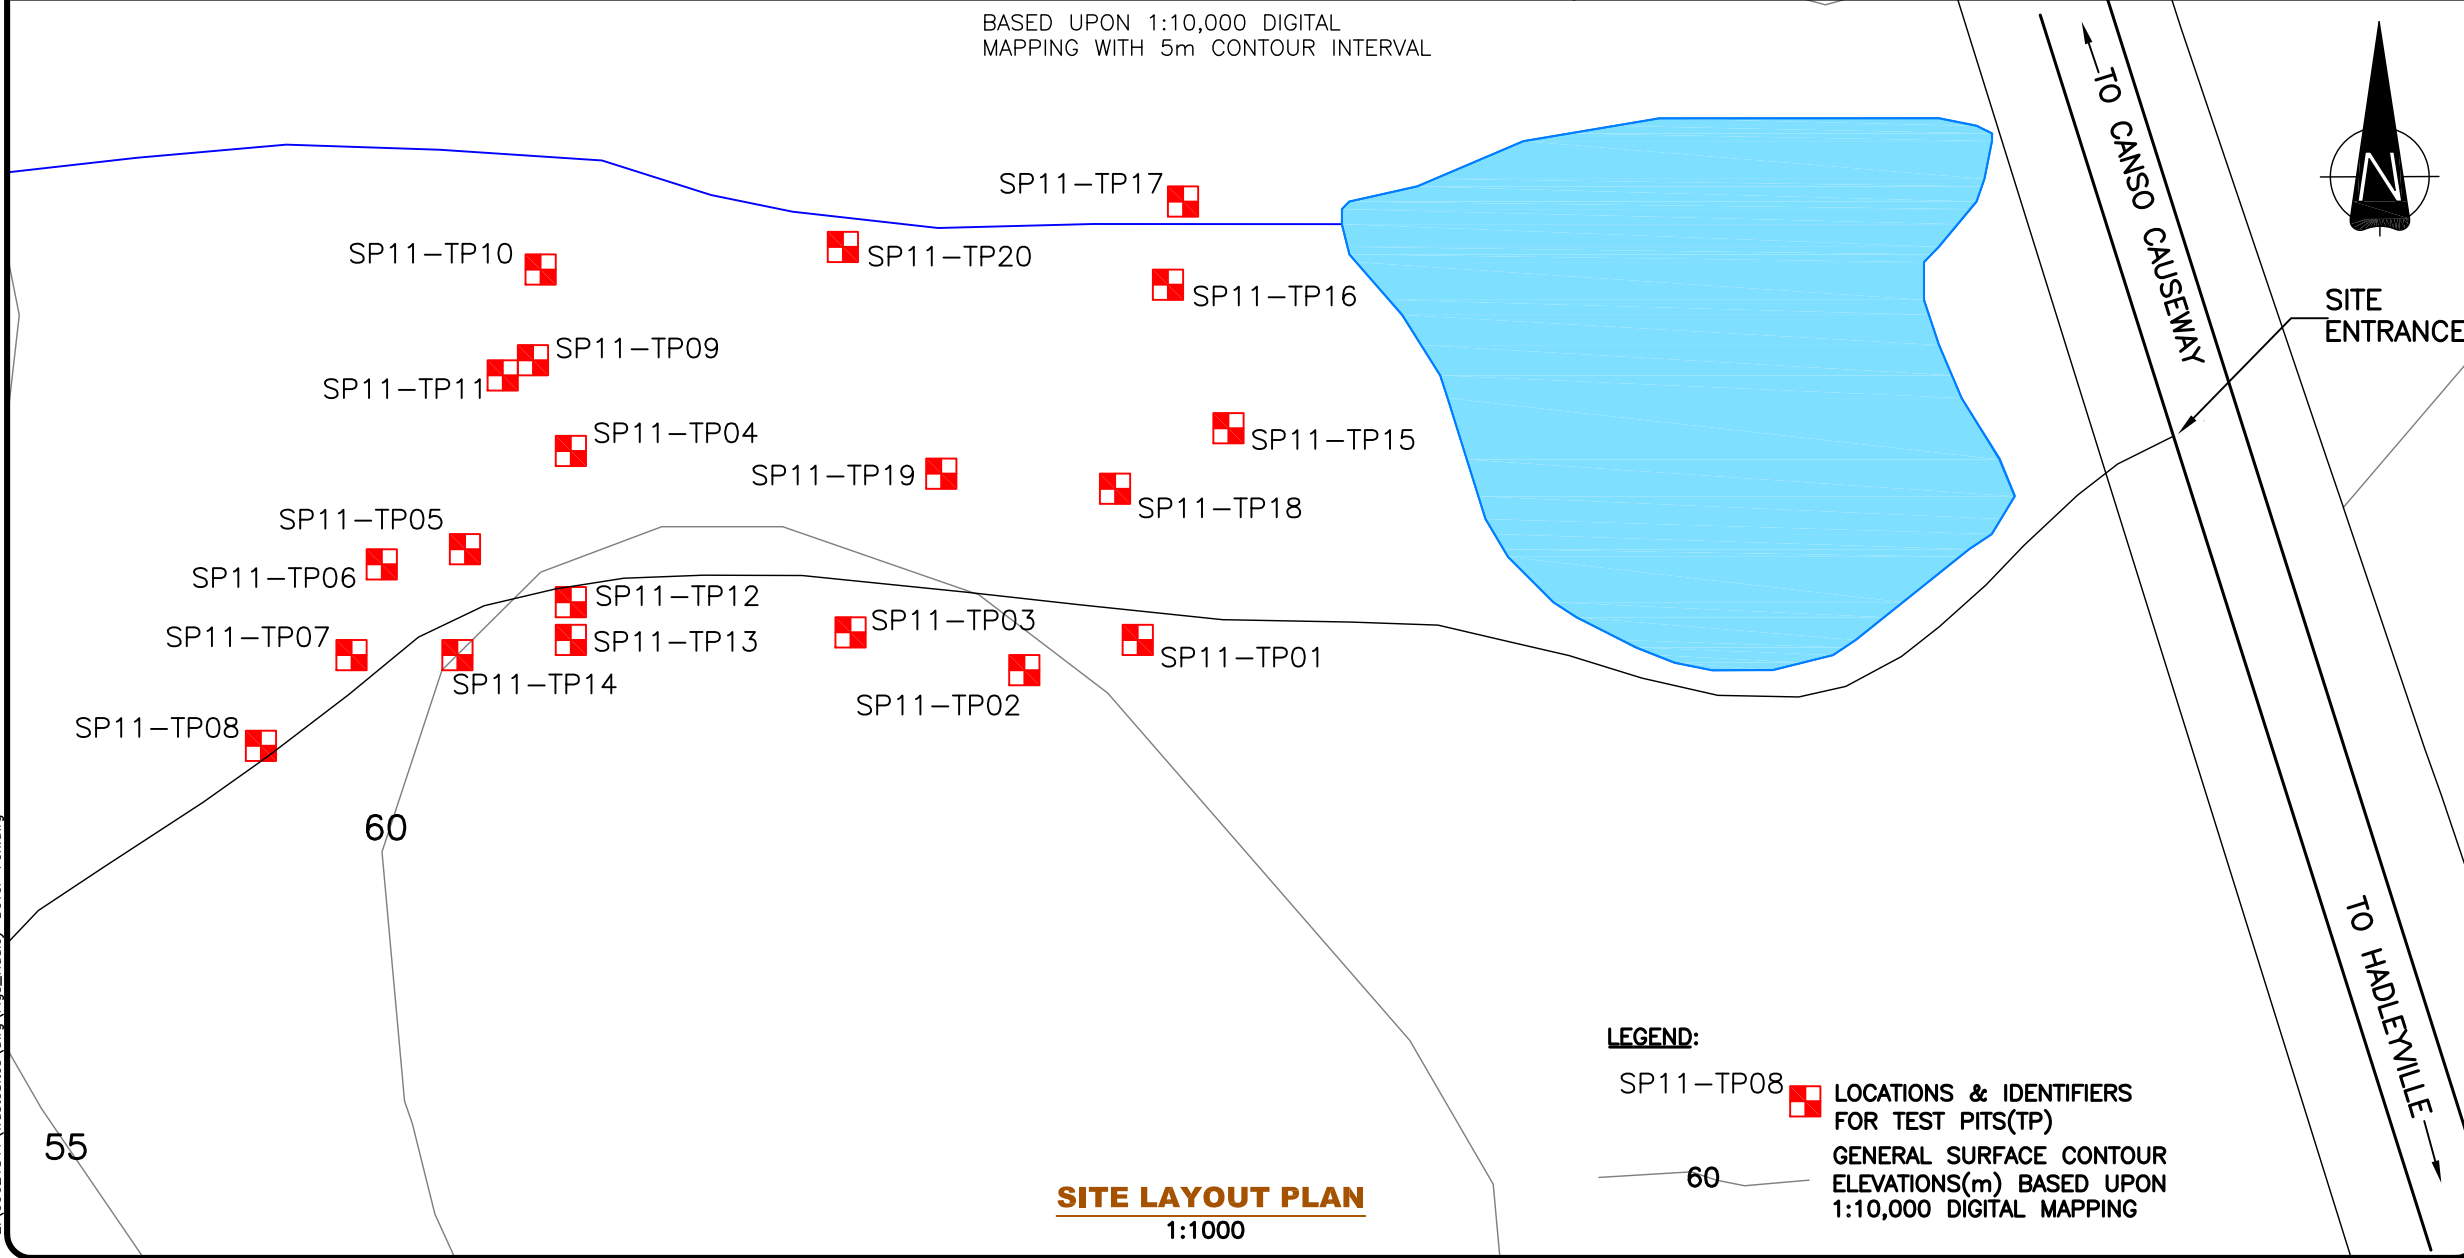 BASED UPON 1:10,000 DIGITAL
MAPPING WITH 5m CONTOUR INTERVAL
TO CANSO CAUSEWAY
N
SP11-TP17
SP11-TP10
SP11-TP20
SP11-TP16
SITE
ENTRANCE
SP11-TP09
SP11-TP11
SP11-TP04
SP11-TP15
SP11-TP19
SP11-TP18
SP11-TP05
SP11-TP06
SP11-TP12
SP11-TP03
SP11-TP07
SP11-TP13
SP11-TP01
SP11-TP14
SP11-TP02
SP11-TP08
60
TO HADLEYVILLE
55
LEGEND:
SP11-TP08
LOCATIONS & IDENTIFIERS
FOR TEST PITS(TP)
60
GENERAL SURFACE CONTOUR
ELEVATIONS(m) BASED UPON
1:10,000 DIGITAL MAPPING
SITE LAYOUT PLAN
1:1000